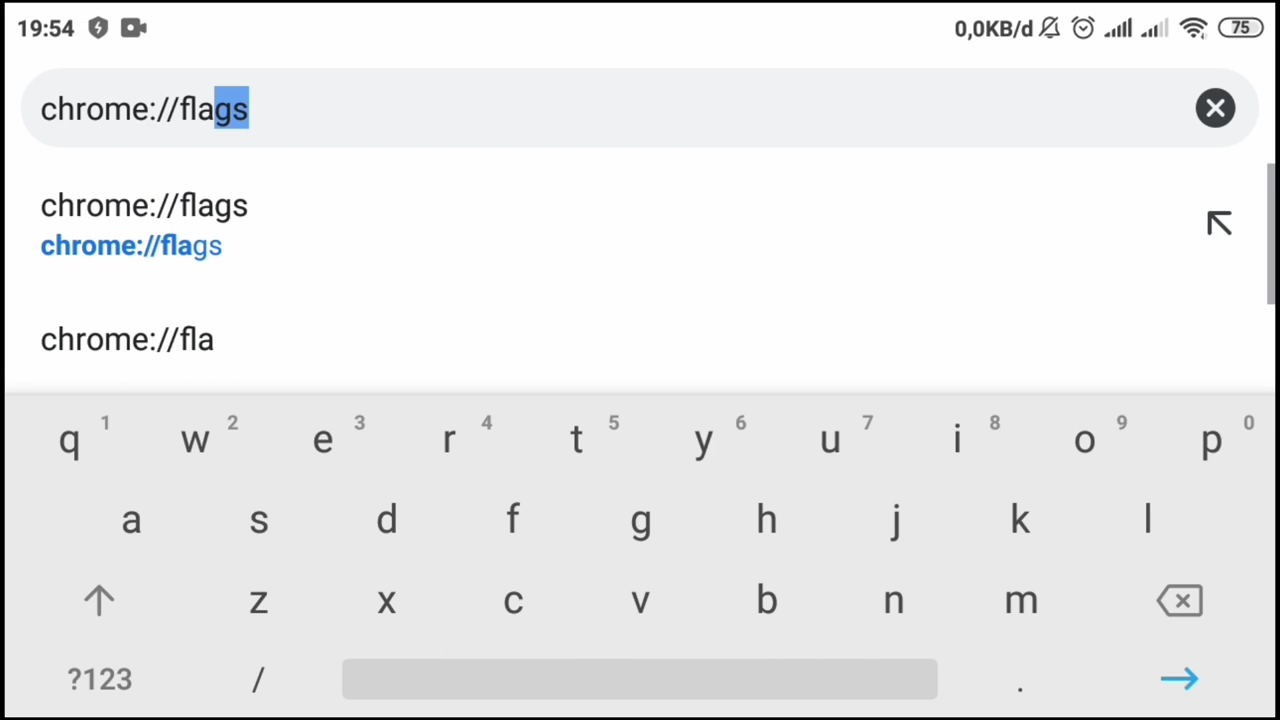 19:54 0,0KB/d 75
chrome://flags
chrome://flags
chrome://flags
chrome://fla
q 1 w 2 e 3 r 4 t 5 y 6 u 7 i 8 o 9 p 0
a s d f g h j k l
z x c v b n m
?123 / .